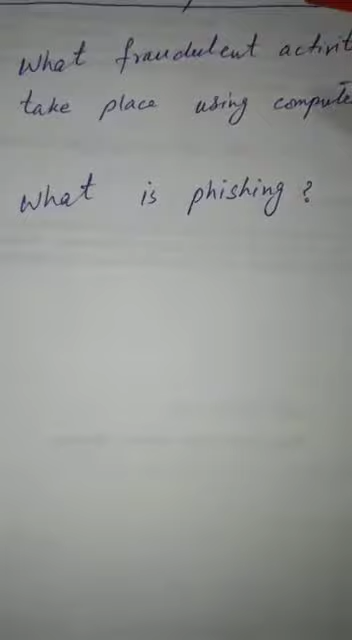 What fraudulent activit
take place using compute
What is phishing?